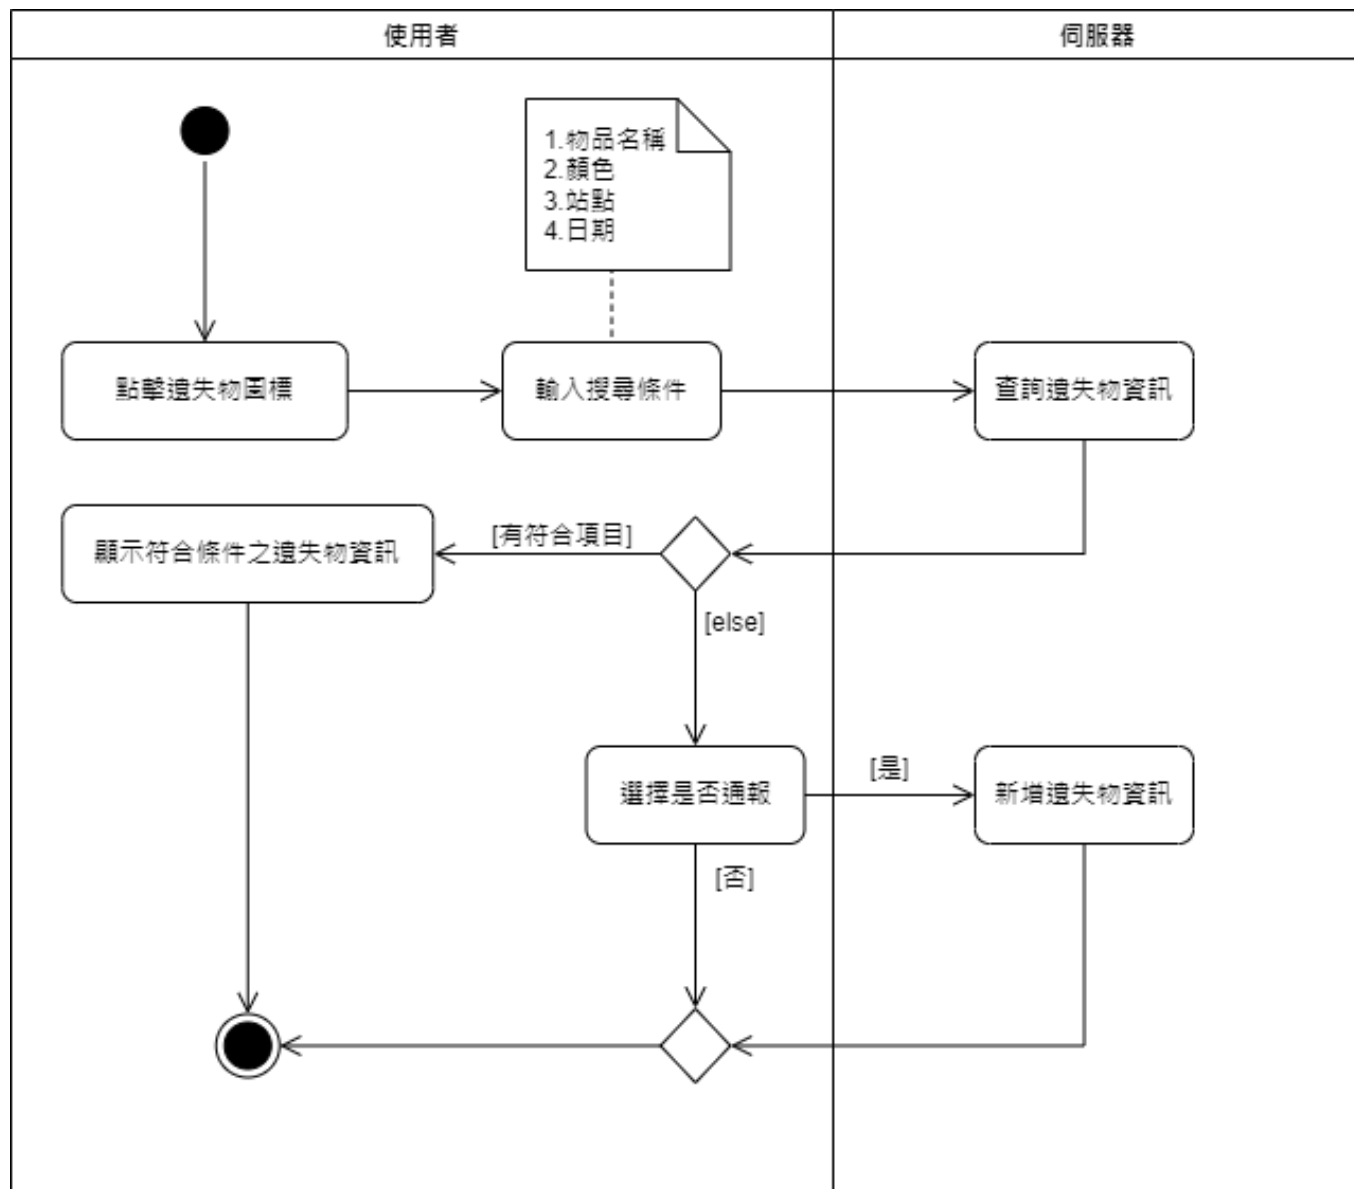 使用者
伺服器
1.物品名稱
2.顏色
3.站點
4.日期
點擊遺失物圖標
輸入搜尋條件
查詢遺失物資訊
顯示符合條件之遺失物資訊
[有符合項目]
[else]
選擇是否通報
[是]
新增遺失物資訊
[否]